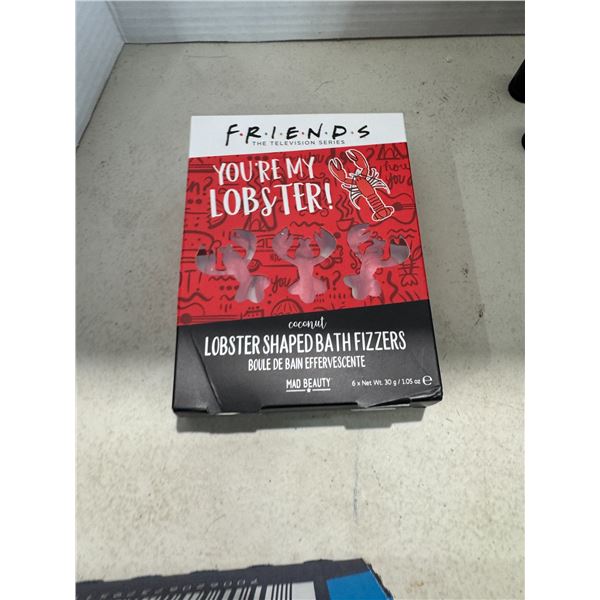 F·R·I·E·N·D·S
THE TELEVISION SERIES
YOU'RE MY
LOBSTER!
coconut
LOBSTER SHAPED BATH FIZZERS
BOULE DE BAIN EFFERVESCENTE
MAD BEAUTY
6 x Net Wt. 30 g / 1.05 oz ℮